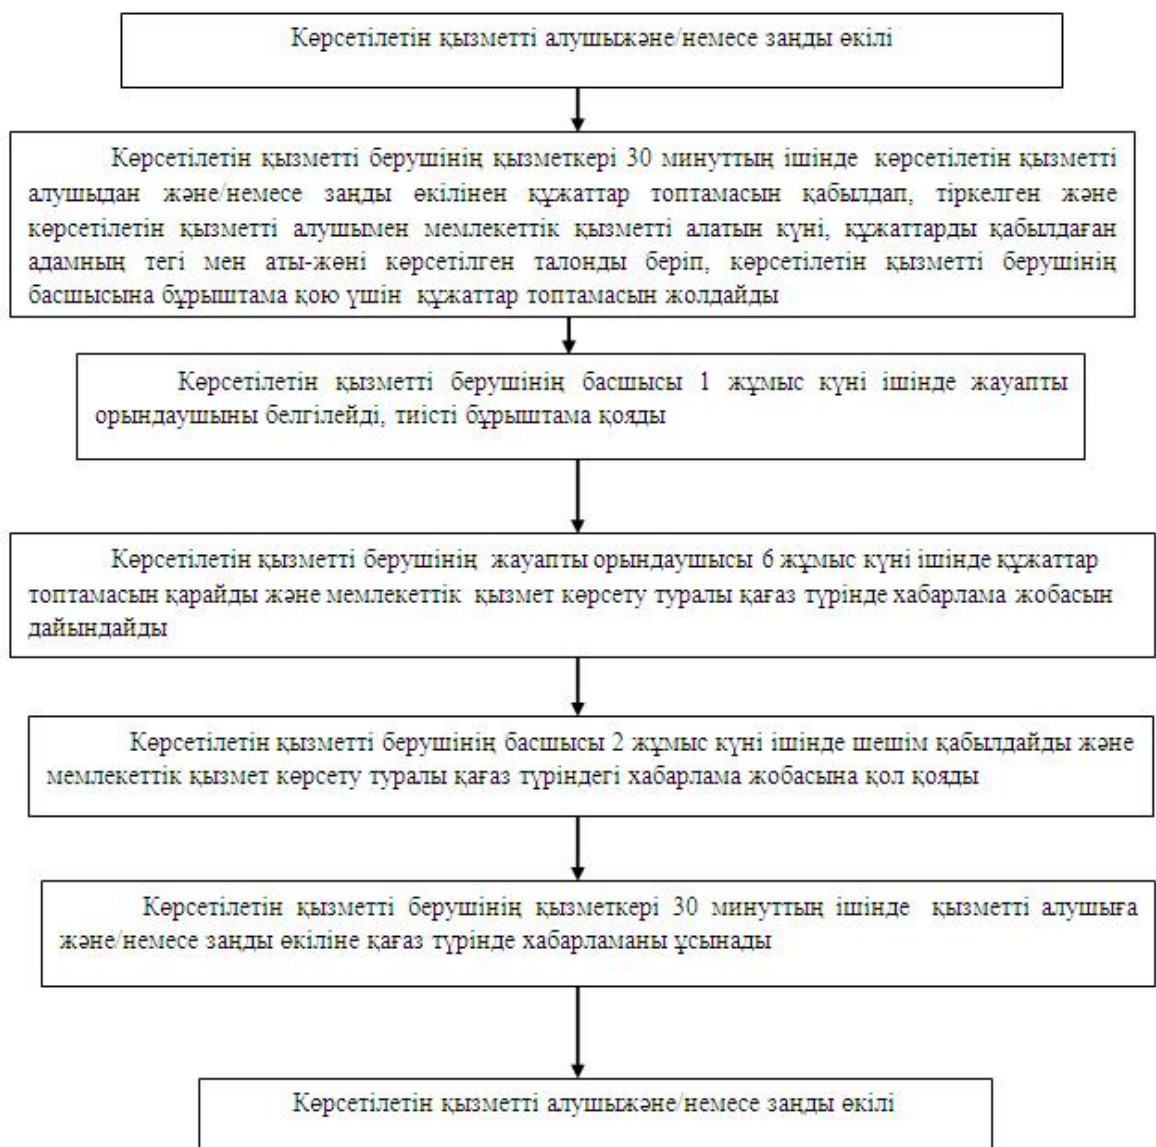 Көрсетілетін қызметті алушыжәне/немесе заңды өкілі
Көрсетілетін қызметті берушінің қызметкері 30 минуттың ішінде көрсетілетін қызметті
алушыдан және/немесе заңды өкілінен құжаттар топтамасын қабылдап, тіркелген және
көрсетілетін қызметті алушымен мемлекеттік қызметті алатын күні, құжаттарды қабылдаған
адамның тегі мен аты-жөні көрсетілген талонды беріп, көрсетілетін қызметті берушінің
басшысына бұрыштама қою үшін құжаттар топтамасын жолдайды
Көрсетілетін қызметті берушінің басшысы 1 жұмыс күні ішінде жауапты
орындаушыны белгілейді, тиісті бұрыштама қояды
Көрсетілетін қызметті берушінің жауапты орындаушысы 6 жұмыс күні ішінде құжаттар
топтамасын қарайды және мемлекеттік қызмет көрсету туралы қағаз түрінде хабарлама жобасын
дайындайды
Көрсетілетін қызметті берушінің басшысы 2 жұмыс күні ішінде шешім қабылдайды және
мемлекеттік қызмет көрсету туралы қағаз түріндегі хабарлама жобасына қол қояды
Көрсетілетін қызметті берушінің қызметкері 30 минуттың ішінде қызметті алушыға
және/немесе заңды өкіліне қағаз түрінде хабарламаны ұсынады
Көрсетілетін қызметті алушыжәне/немесе заңды өкілі